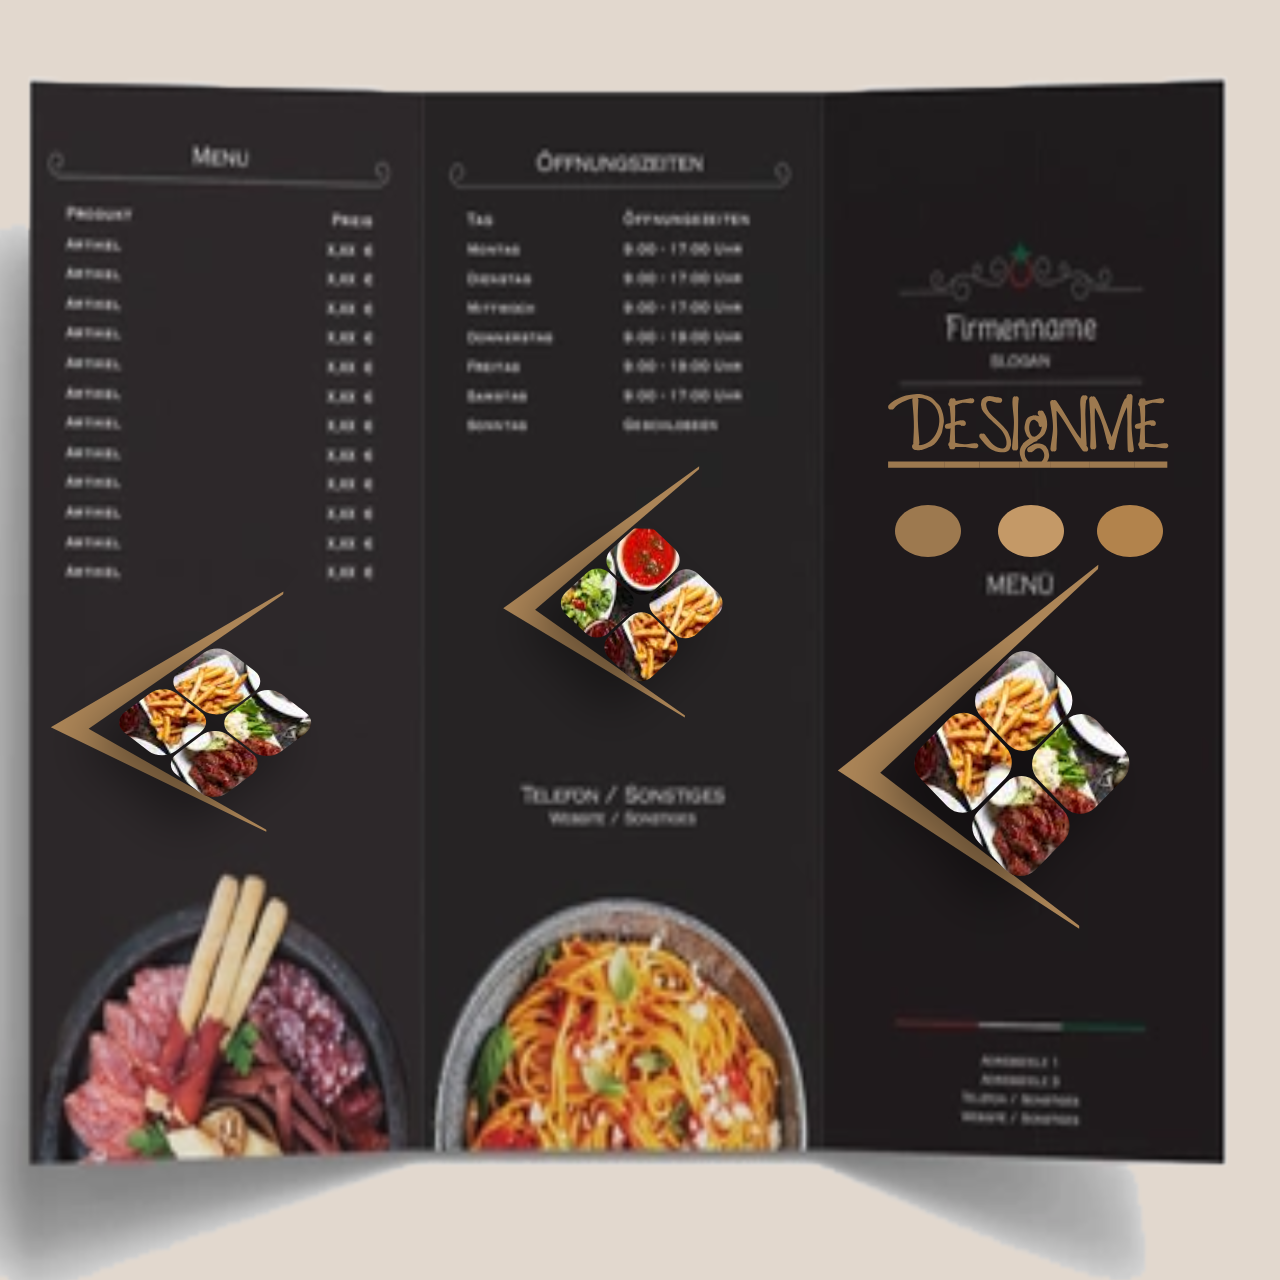 MENU
PRODUKT PREIS
ARTIKEL X,XX €
ARTIKEL X,XX €
ARTIKEL X,XX €
ARTIKEL X,XX €
ARTIKEL X,XX €
ARTIKEL X,XX €
ARTIKEL X,XX €
ARTIKEL X,XX €
ARTIKEL X,XX €
ARTIKEL X,XX €
ARTIKEL X,XX €
ARTIKEL X,XX €
ÖFFNUNGSZEITEN
TAG ÖFFNUNGSZEITEN
MONTAG 9:00 - 17:00 UHR
DIENSTAG 9:00 - 17:00 UHR
MITTWOCH 9:00 - 17:00 UHR
DONNERSTAG 9:00 - 19:00 UHR
FREITAG 9:00 - 19:00 UHR
SAMSTAG 9:00 - 17:00 UHR
SONNTAG GESCHLOSSEN
TELEFON / SONSTIGES
WEBSITE / SONSTIGES
Firmenname
SLOGAN
DESIgNME
MENÜ
ADRESSZEILE 1
ADRESSZEILE 2
TELEFON / SONSTIGES
WEBSITE / SONSTIGES